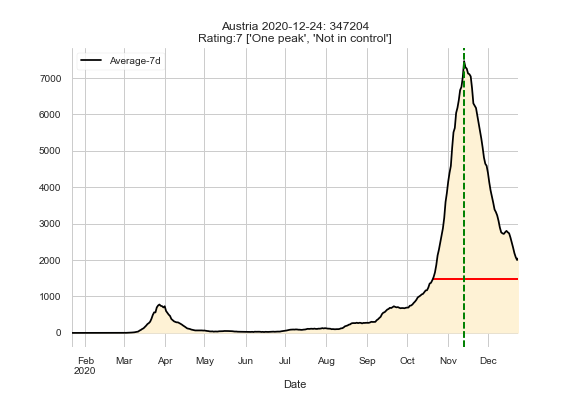 Austria 2020-12-24: 347204
Rating:7 ['One peak', 'Not in control']
Average-7d
7000
6000
5000
4000
3000
2000
1000
0
Feb Mar Apr May Jun Jul Aug Sep Oct Nov Dec
2020
Date